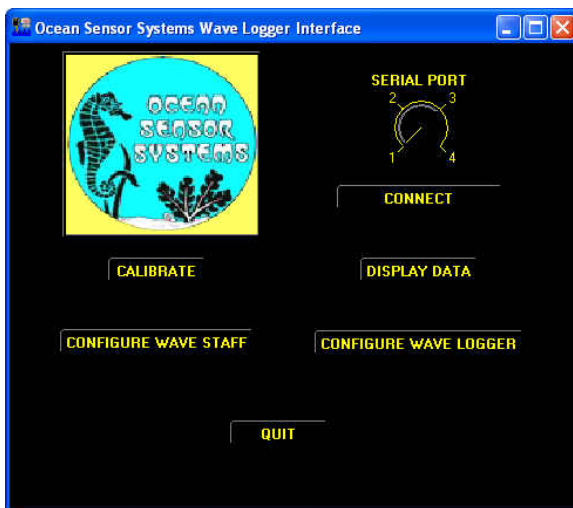 Ocean Sensor Systems Wave Logger Interface
OCEAN
SENSOR
SYSTEMS
SERIAL PORT
2 3
1 4
CONNECT
CALIBRATE
DISPLAY DATA
CONFIGURE WAVE STAFF
CONFIGURE WAVE LOGGER
QUIT